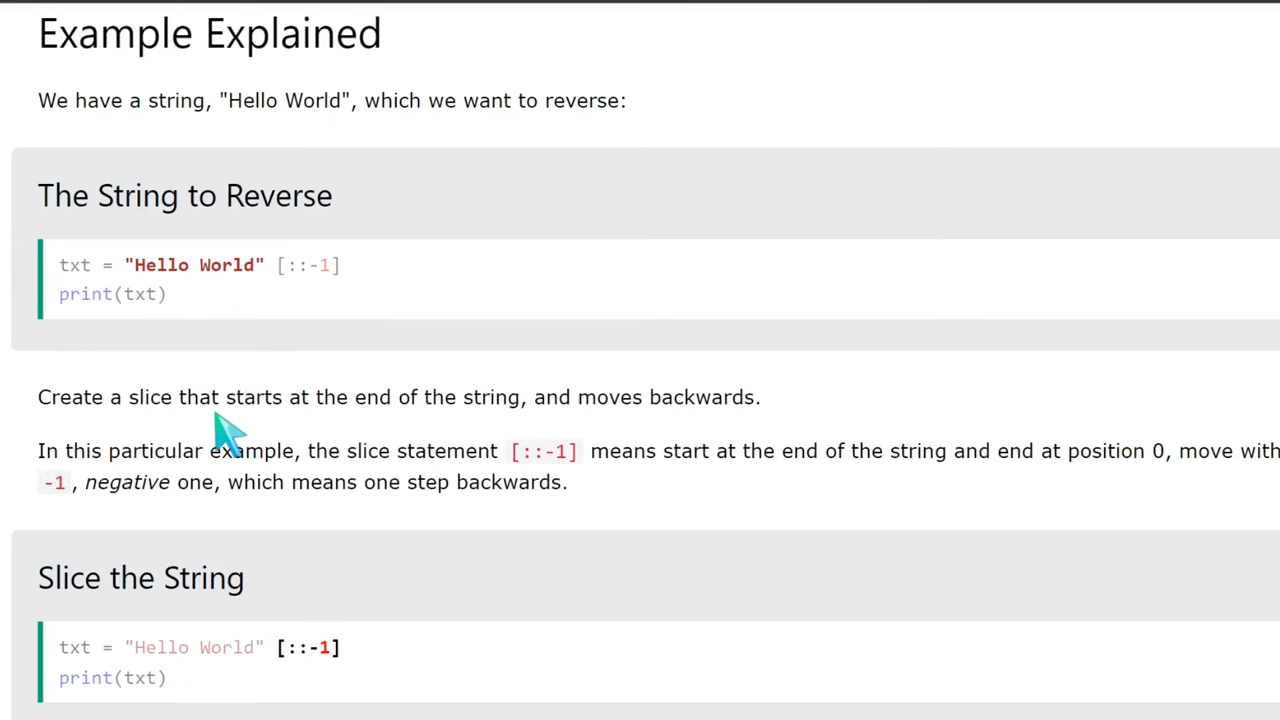 Example Explained
We have a string, "Hello World", which we want to reverse:
The String to Reverse
txt = "Hello World" [::-1]
print(txt)
Create a slice that starts at the end of the string, and moves backwards.
In this particular example, the slice statement [::-1] means start at the end of the string and end at position 0, move with
-1, negative one, which means one step backwards.
Slice the String
txt = "Hello World" [::-1]
print(txt)